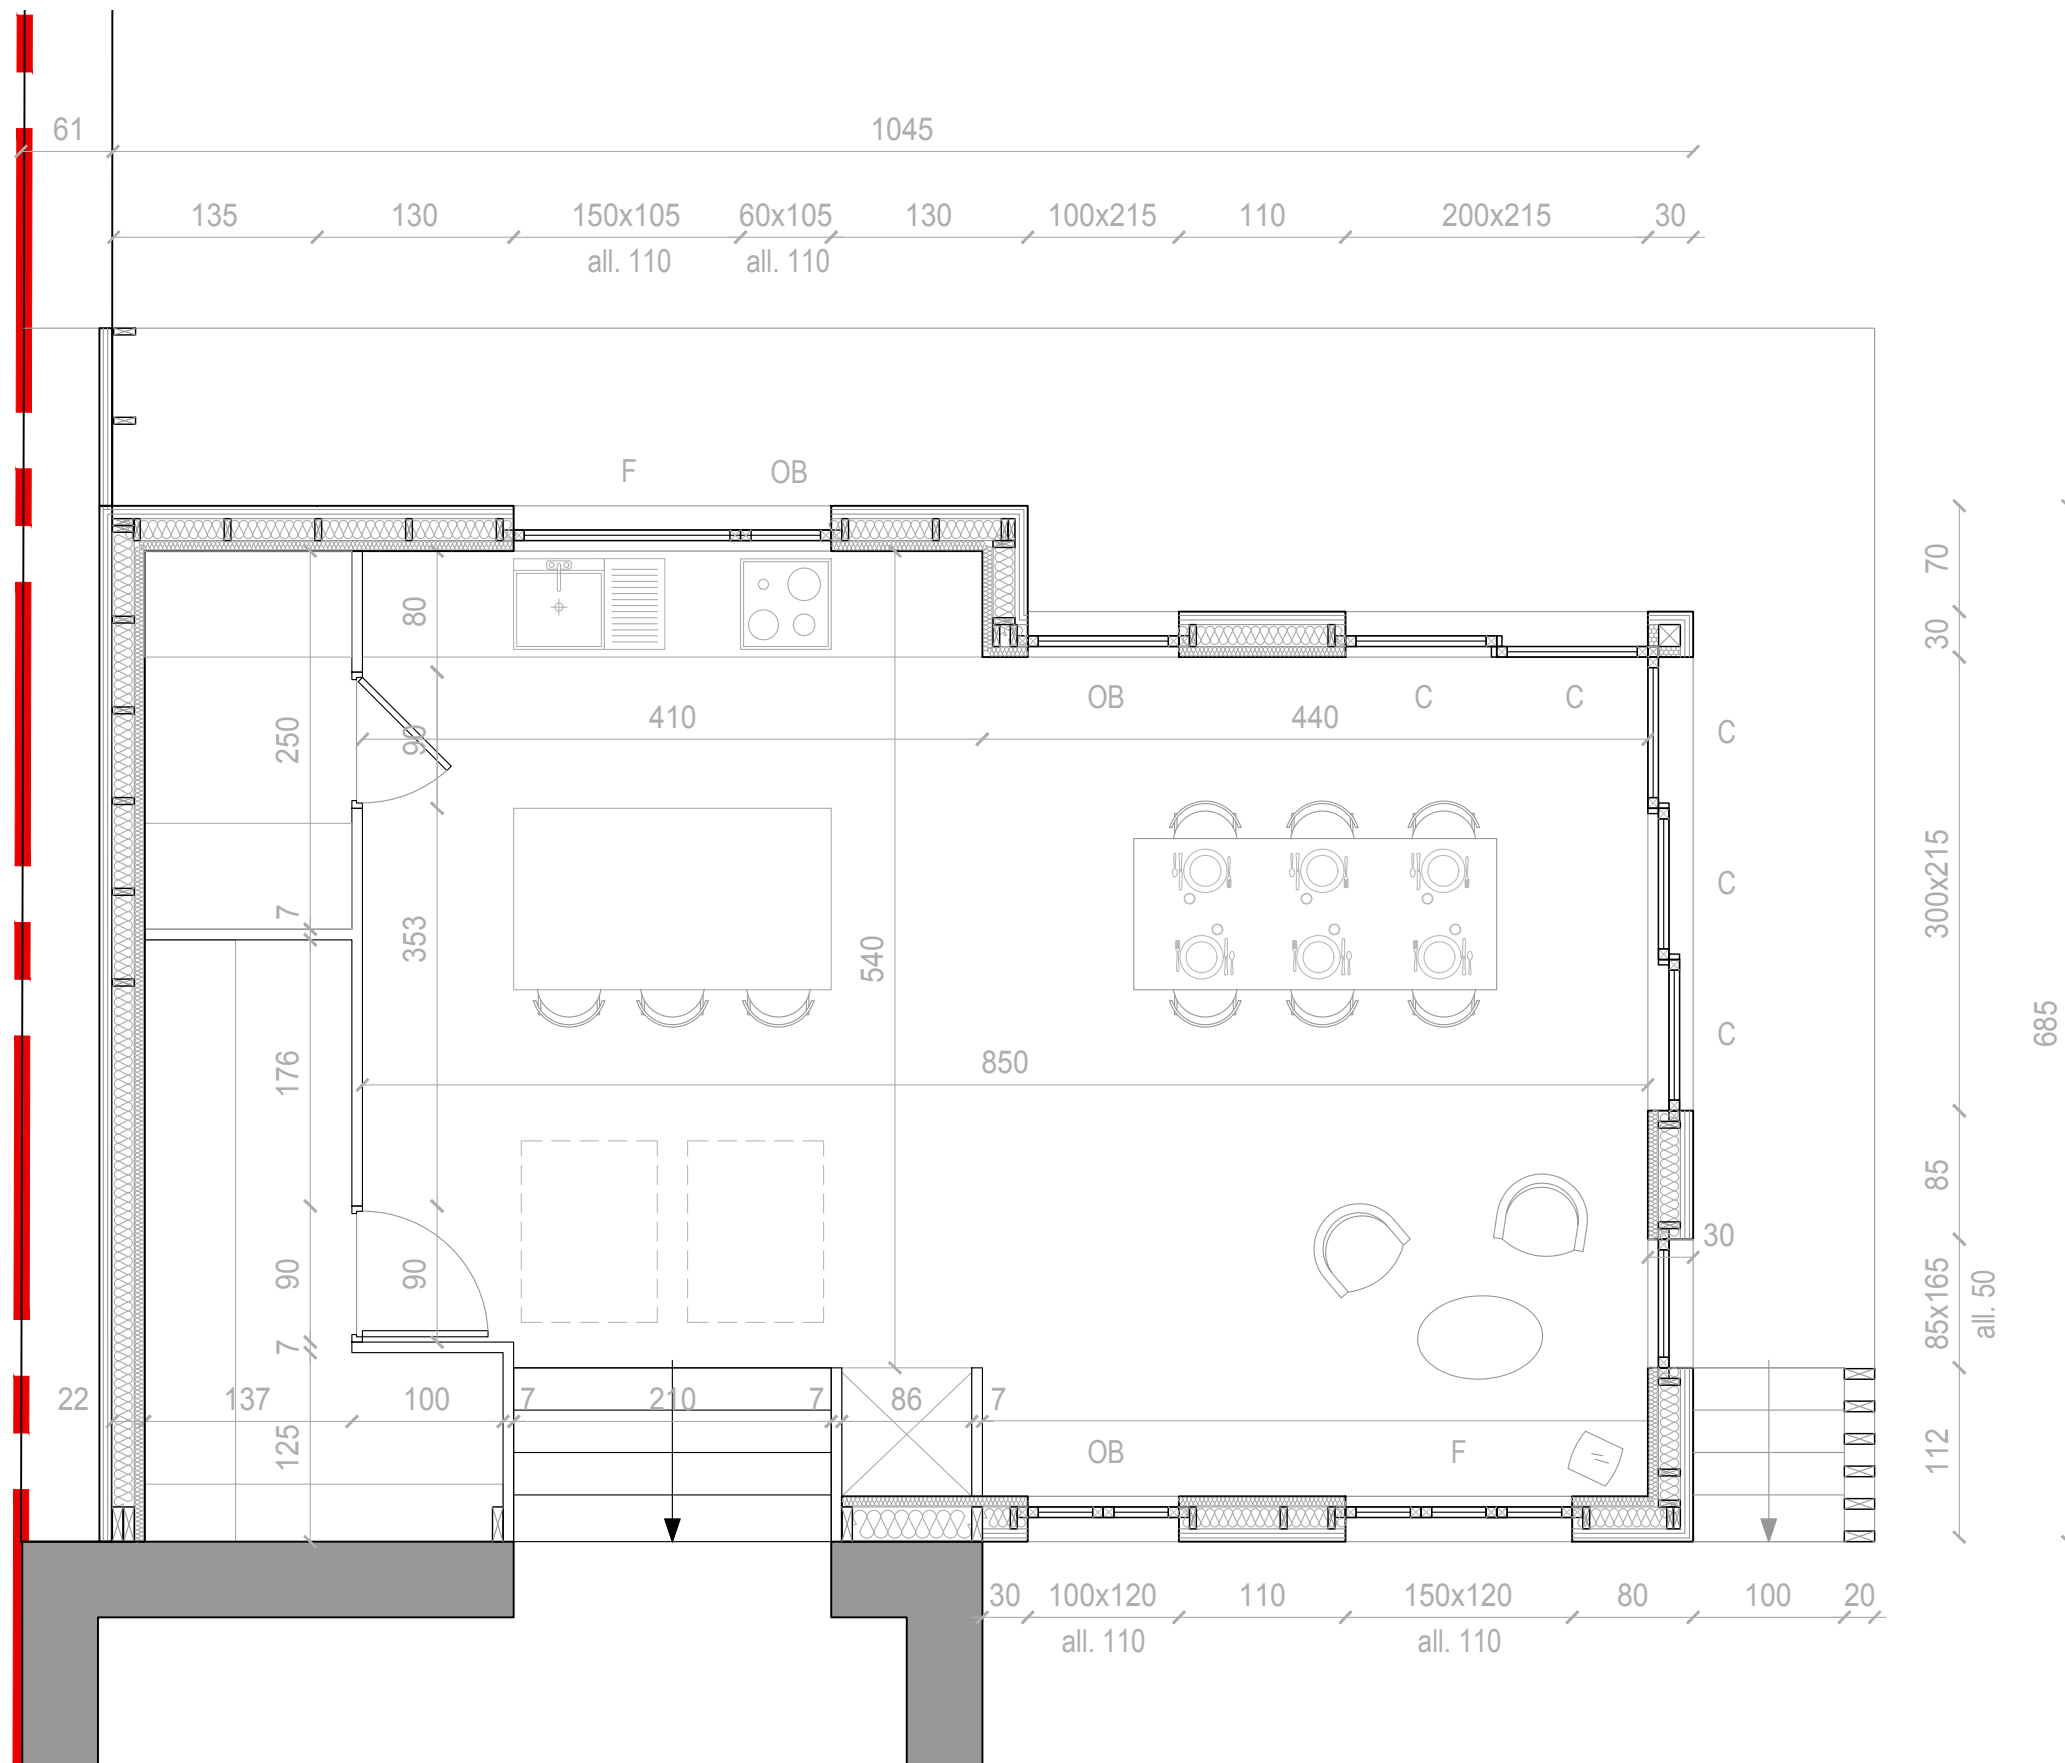 61 1045
135 130 150x105 60x105 130 100x215 110 200x215 30
all. 110 all. 110
F OB
70
80 30
OB C C
410 440
250 90 C
C
7 353 540 300x215
685
C
176 850
85
30
90 90 85x165
all. 50
7
22 137 100 7 210 7 86 7
125 OB F 112
30 100x120 110 150x120 80 100 20
all. 110 all. 110